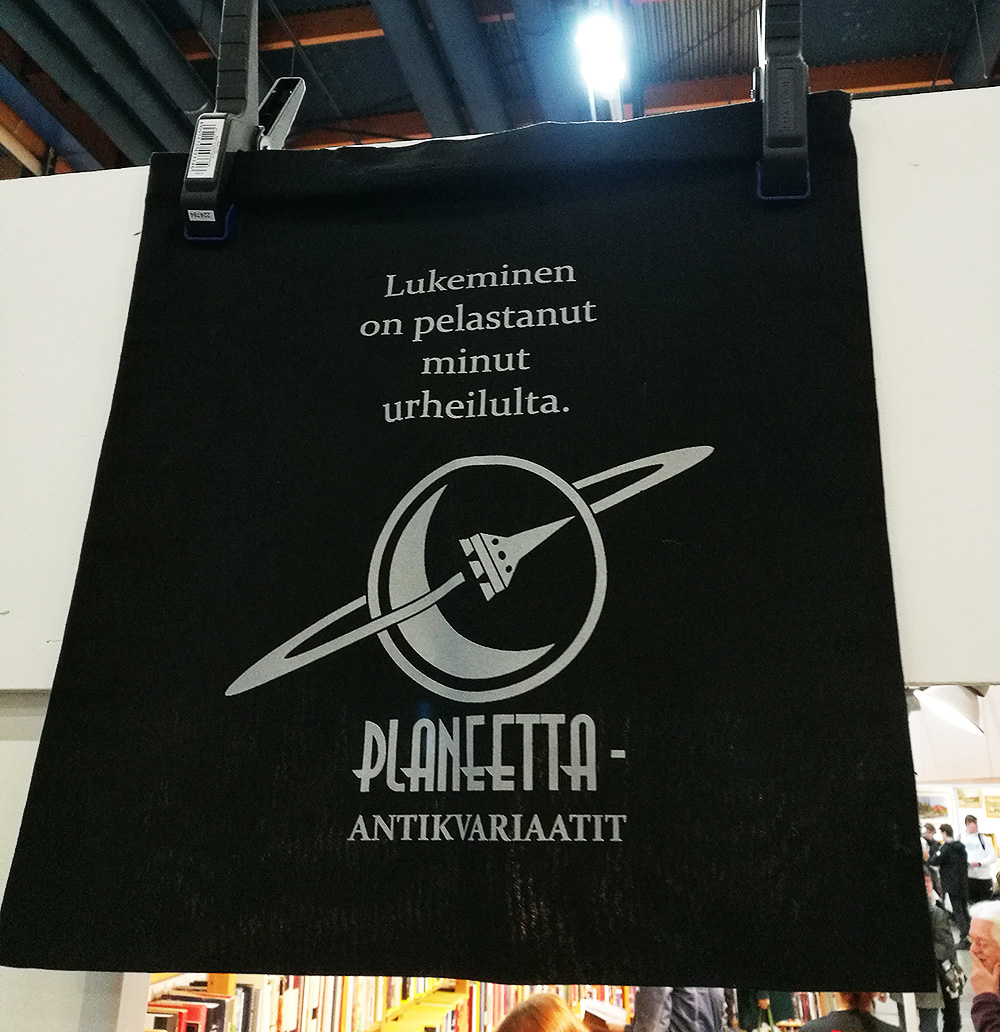 Lukeminen
on pelastanut
minut
urheilulta.
PLANEETTA -
ANTIKVARIAATIT